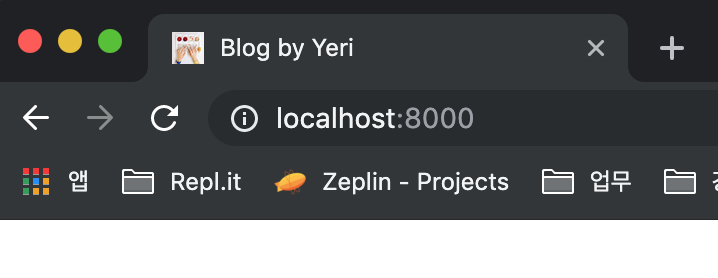 Blog by Yeri
localhost:8000
앱 Repl.it Zeplin - Projects 업무